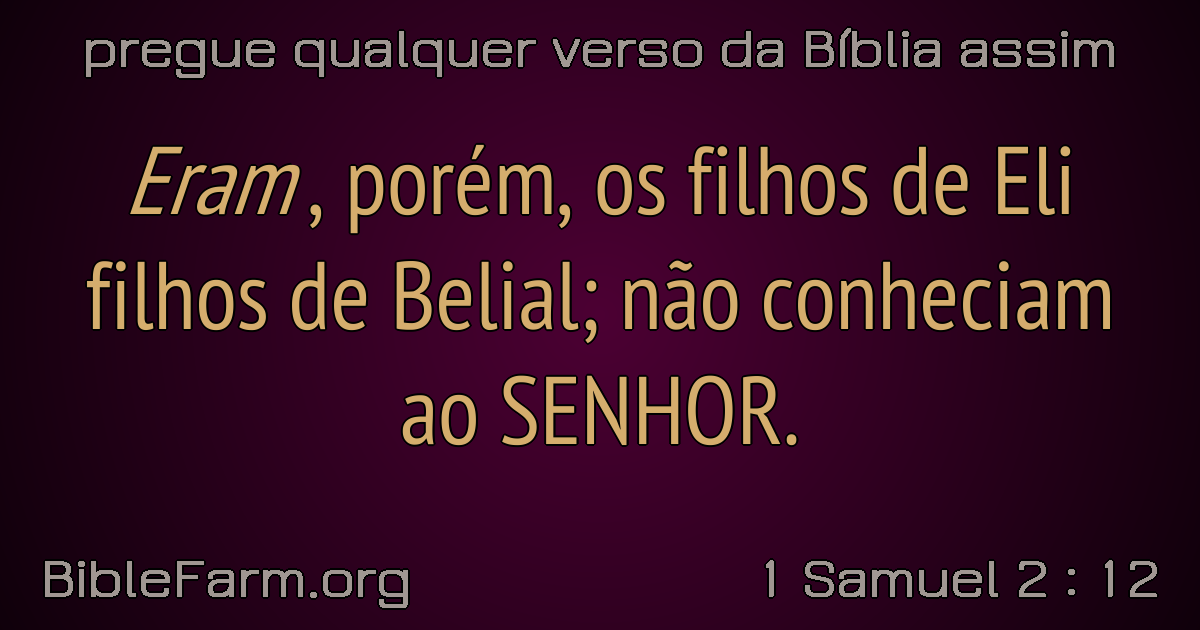 pregue qualquer verso da Bíblia assim
Eram, porém, os filhos de Eli
filhos de Belial; não conheciam
ao SENHOR.
BibleFarm.org
1 Samuel 2 : 12